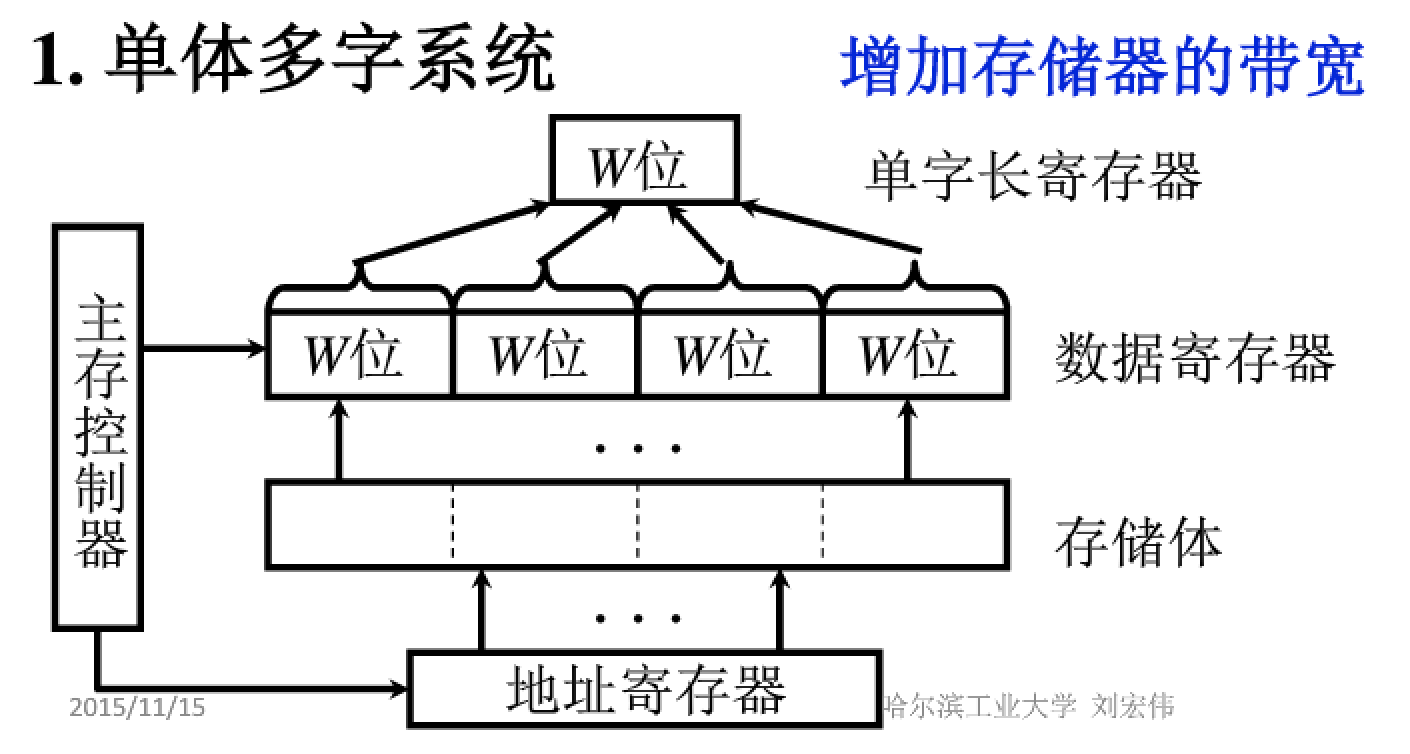 1. 单体多字系统
增加存储器的带宽
W位
单字长寄存器
主存控制器
W位 W位 W位 W位
数据寄存器
. . .
存储体
. . .
地址寄存器
2015/11/15
哈尔滨工业大学 刘宏伟